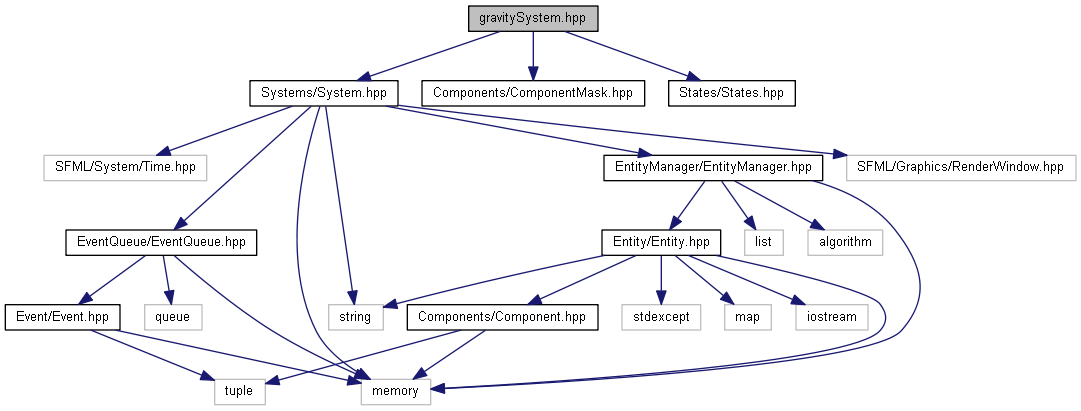 gravitySystem.hpp
Systems/System.hpp
Components/ComponentMask.hpp
States/States.hpp
SFML/System/Time.hpp
EntityManager/EntityManager.hpp
SFML/Graphics/RenderWindow.hpp
EventQueue/EventQueue.hpp
Entity/Entity.hpp
list
algorithm
Event/Event.hpp
queue
string
Components/Component.hpp
stdexcept
map
iostream
tuple
memory